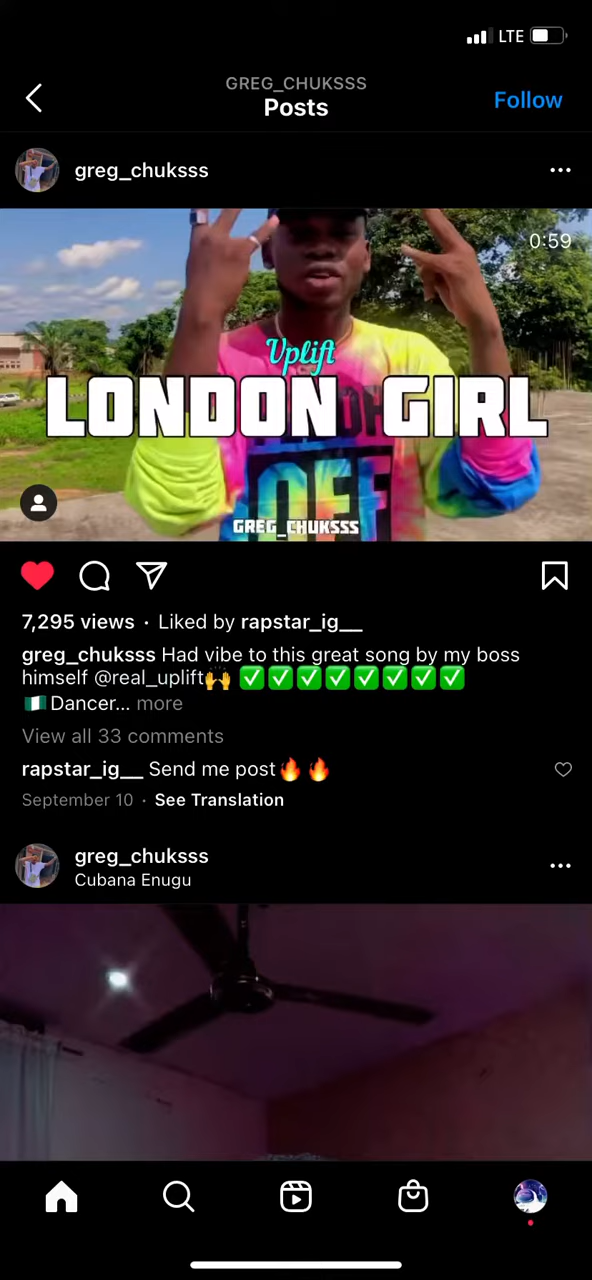 LTE
GREG_CHUKSSS
Posts
Follow
greg_chuksss
0:59
Uplift
LONDON GIRL
OFF
GREG_CHUKSSS
7,295 views · Liked by rapstar_ig__
greg_chuksss Had vibe to this great song by my boss
himself @real_uplift🙌 ✅✅✅✅✅✅✅✅
🇳🇬Dancer... more
View all 33 comments
rapstar_ig__ Send me post🔥🔥
September 10 · See Translation
greg_chuksss
Cubana Enugu